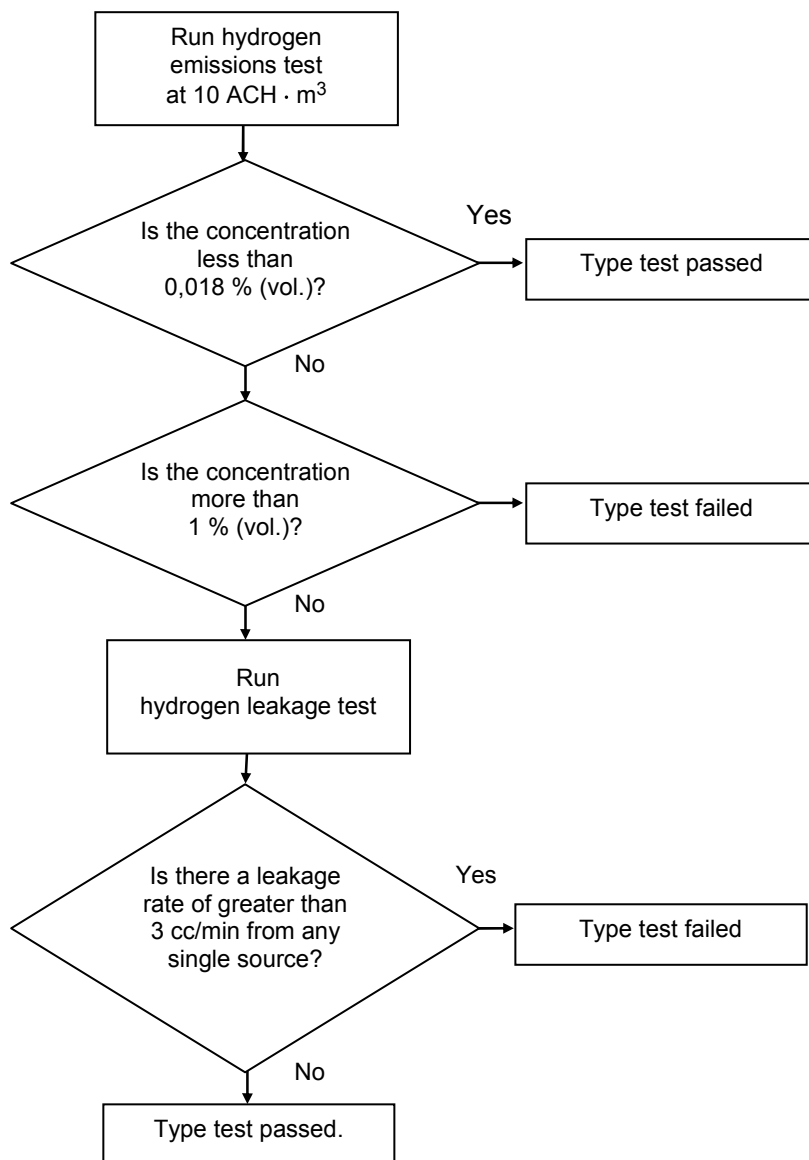 Run hydrogen
emissions test
at 10 ACH · m³
Is the concentration
less than
0,018 % (vol.)?
Yes
Type test passed
No
Is the concentration
more than
1 % (vol.)?
Type test failed
No
Run
hydrogen leakage test
Is there a leakage
rate of greater than
3 cc/min from any
single source?
Yes
Type test failed
No
Type test passed.